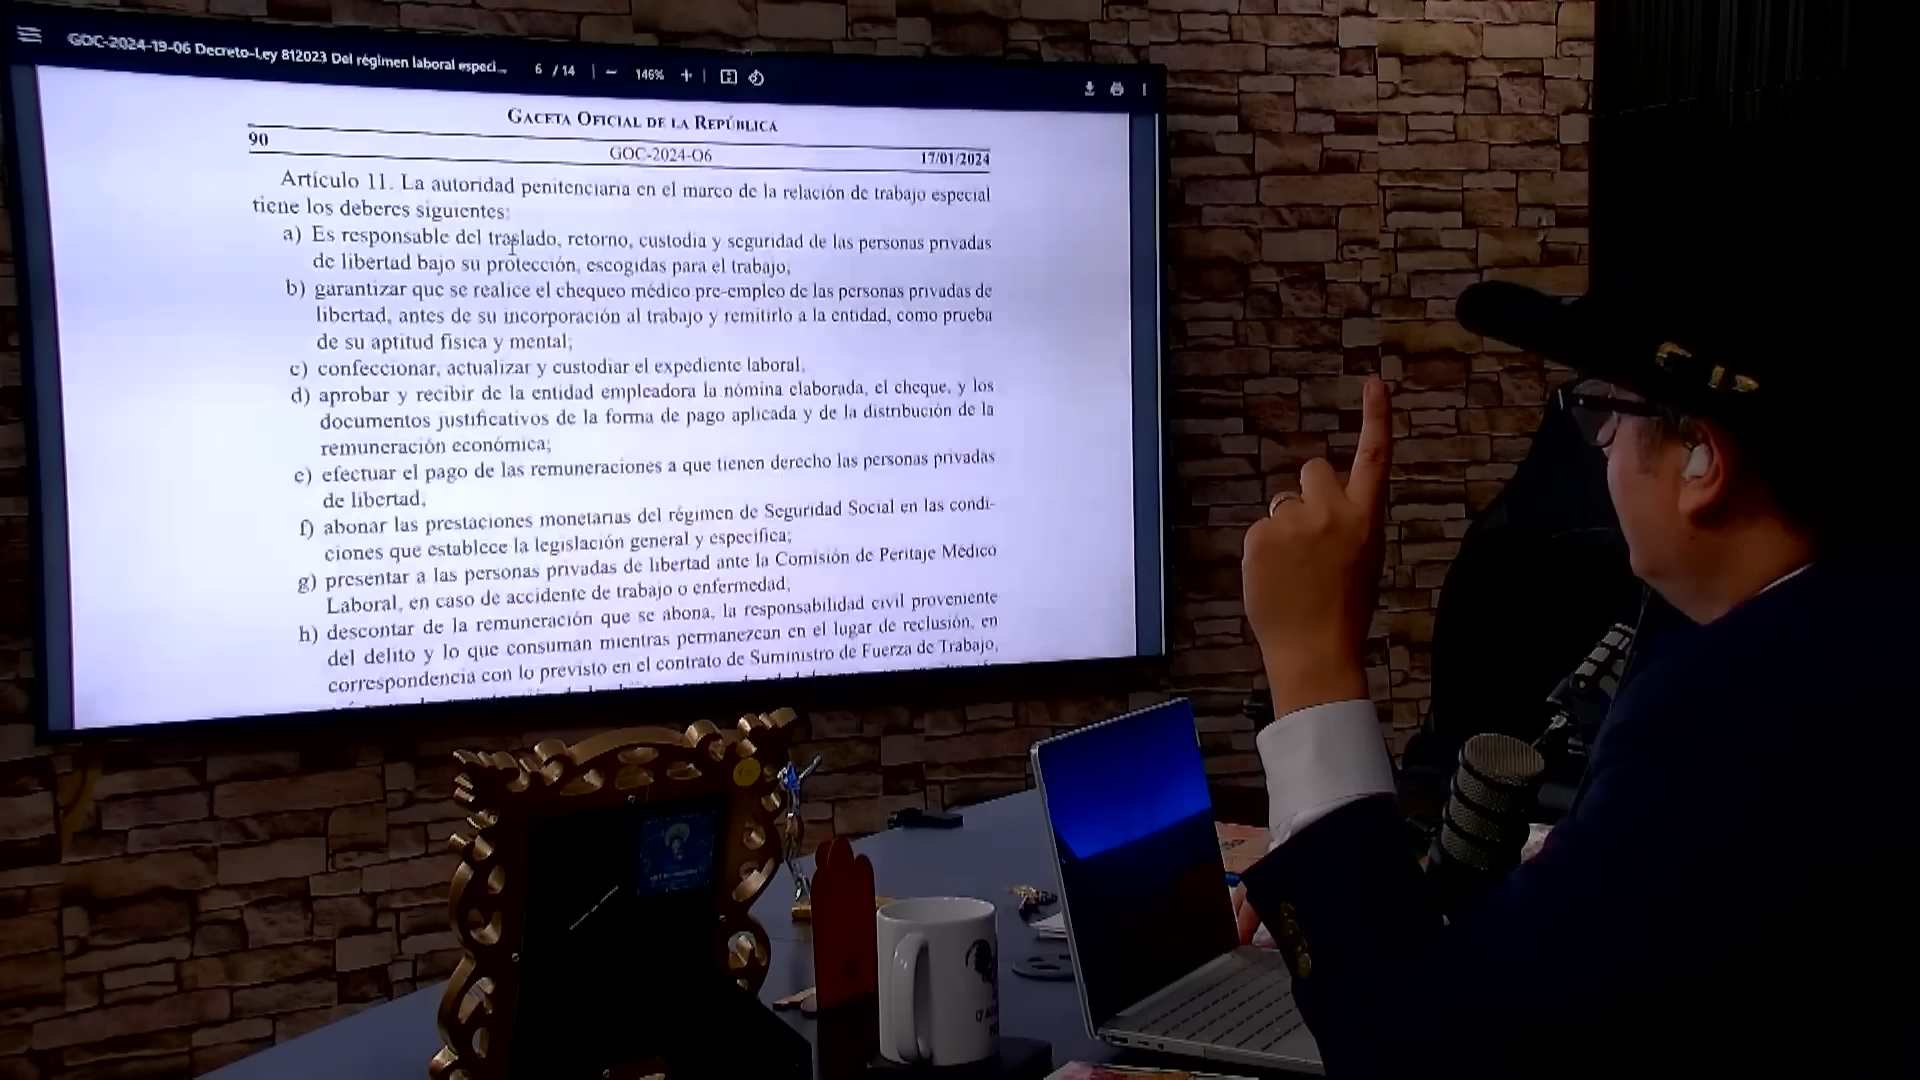 GOC-2024-19-06 Decreto-Ley 812023 Del régimen laboral especi...
6 / 14
146%
GACETA OFICIAL DE LA REPÚBLICA
90
GOC-2024-O6
17/01/2024
Artículo 11. La autoridad penitenciaria en el marco de la relación de trabajo especial
tiene los deberes siguientes:
a) Es responsable del traslado, retorno, custodia y seguridad de las personas privadas
de libertad bajo su protección, escogidas para el trabajo;
b) garantizar que se realice el chequeo médico pre-empleo de las personas privadas de
libertad, antes de su incorporación al trabajo y remitirlo a la entidad, como prueba
de su aptitud física y mental;
c) confeccionar, actualizar y custodiar el expediente laboral.
d) aprobar y recibir de la entidad empleadora la nómina elaborada, el cheque, y los
documentos justificativos de la forma de pago aplicada y de la distribución de la
remuneración económica;
e) efectuar el pago de las remuneraciones a que tienen derecho las personas privadas
de libertad,
f) abonar las prestaciones monetarias del régimen de Seguridad Social en las condi-
ciones que establece la legislación general y específica;
g) presentar a las personas privadas de libertad ante la Comisión de Peritaje Médico
Laboral, en caso de accidente de trabajo o enfermedad,
h) descontar de la remuneración que se abona, la responsabilidad civil proveniente
del delito y lo que consuman mientras permanezcan en el lugar de reclusión, en
correspondencia con lo previsto en el contrato de Suministro de Fuerza de Trabajo,